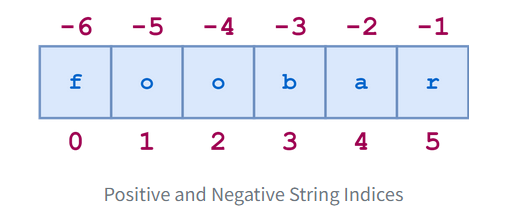 -6 -5 -4 -3 -2 -1
f o o b a r
0 1 2 3 4 5
Positive and Negative String Indices